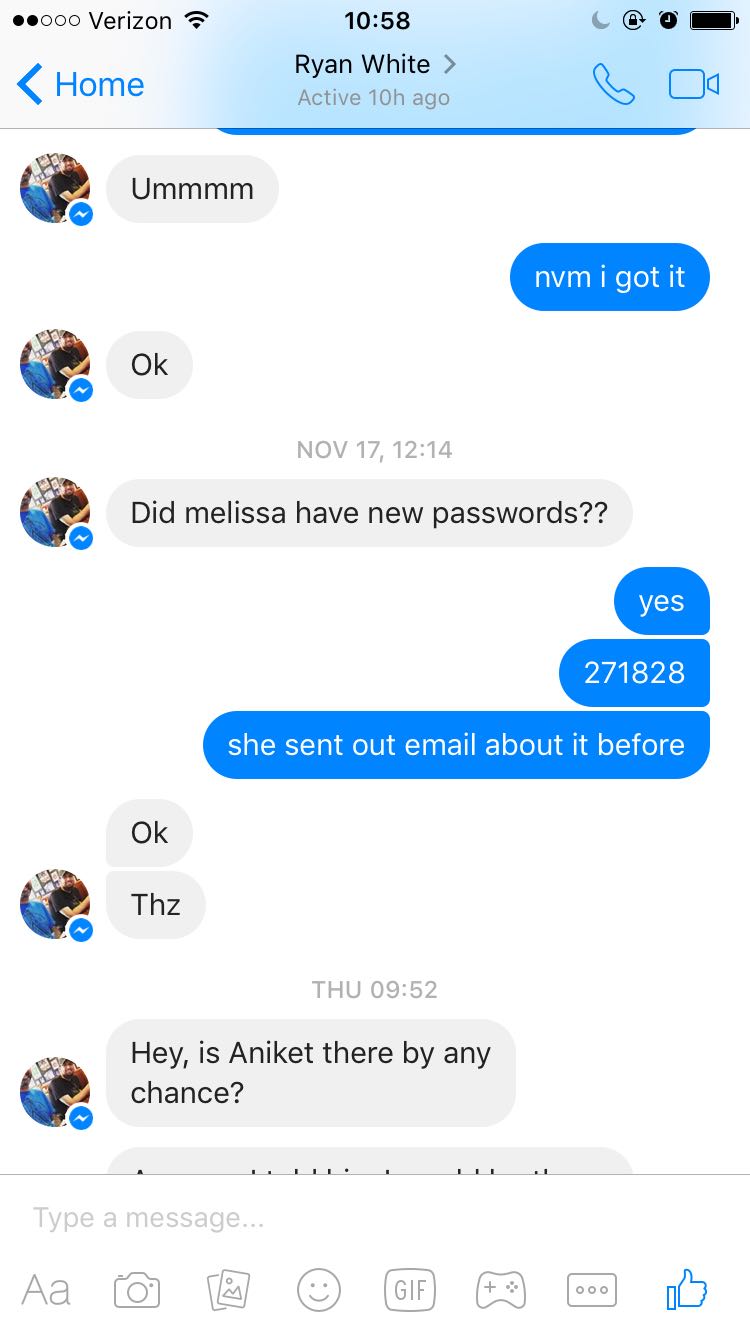 Verizon 10:58
Home
Ryan White
Active 10h ago
Ummmm
nvm i got it
Ok
NOV 17, 12:14
Did melissa have new passwords??
yes
271828
she sent out email about it before
Ok
Thz
THU 09:52
Hey, is Aniket there by any
chance?
Type a message...
Aa
GIF